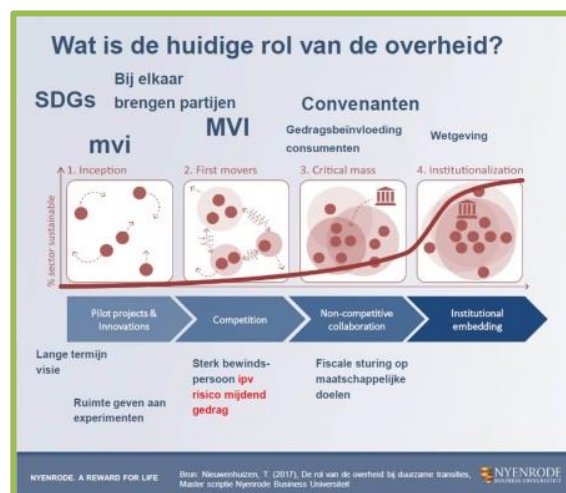 Wat is de huidige rol van de overheid?
SDGs
Bij elkaar
brengen partijen
mvi
MVI
Convenanten
Gedragsbeïnvloeding
consumenten
Wetgeving
1. Inception
2. First movers
3. Critical mass
4. Institutionalization
% sector sustainable
Pilot projects &
Innovations
Competition
Non-competitive
collaboration
Institutional
embedding
Lange termijn
visie
Ruimte geven aan
experimenten
Sterk bewinds-
persoon ipv
risico mijdend
gedrag
Fiscale sturing op
maatschappelijke
doelen
NYENRODE. A REWARD FOR LIFE
Bron: Nieuwenhuizen, T. (2017), De rol van de overheid bij duurzame transities,
Master scriptie Nyenrode Business Universiteit
NYENRODE
BUSINESS UNIVERSITEIT